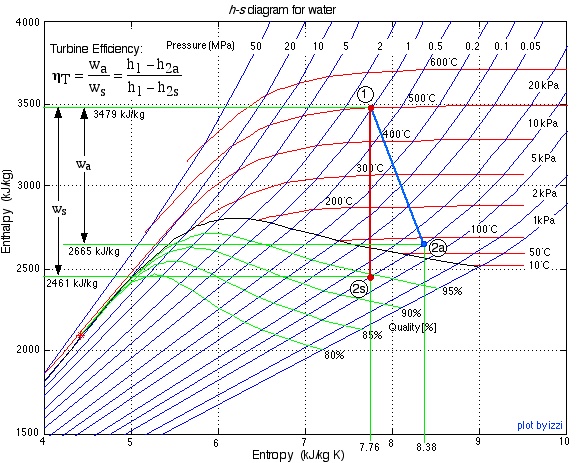 h-s diagram for water
4000
Turbine Efficiency:
Pressure (MPa) 50 20 10 5 2 1 0.5 0.2 0.1 0.05
ηT = wa / ws = h1 - h2a / h1 - h2s
600°C
20 kPa
3500
1
500°C
3479 kJ/kg
10 kPa
400°C
wa
300°C
5 kPa
3000
ws
2 kPa
200°C
1 kPa
100°C
2665 kJ/kg
2a
50°C
2500
10°C
2461 kJ/kg
2s
95%
90%
Quality [%]
85%
2000
80%
plot by izzi
1500
4 5 6 7 7.76 8 8.38 9 10
Enthalpy (kJ/kg)
Entropy (kJ/kg K)